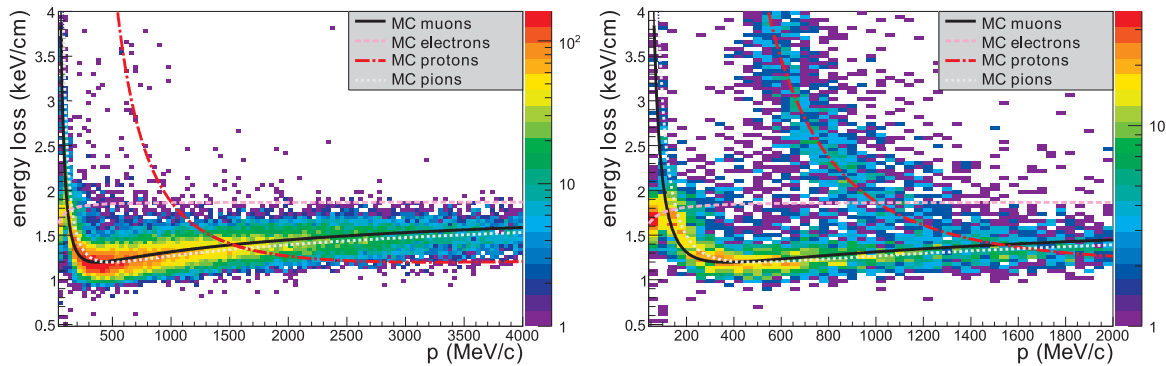 energy loss (keV/cm)
4
3.5
3
2.5
2
1.5
1
0.5
MC muons
MC electrons
MC protons
MC pions
10²
10
1
500 1000 1500 2000 2500 3000 3500 4000
p (MeV/c)
energy loss (keV/cm)
4
3.5
3
2.5
2
1.5
1
0.5
MC muons
MC electrons
MC protons
MC pions
10
1
200 400 600 800 1000 1200 1400 1600 1800 2000
p (MeV/c)